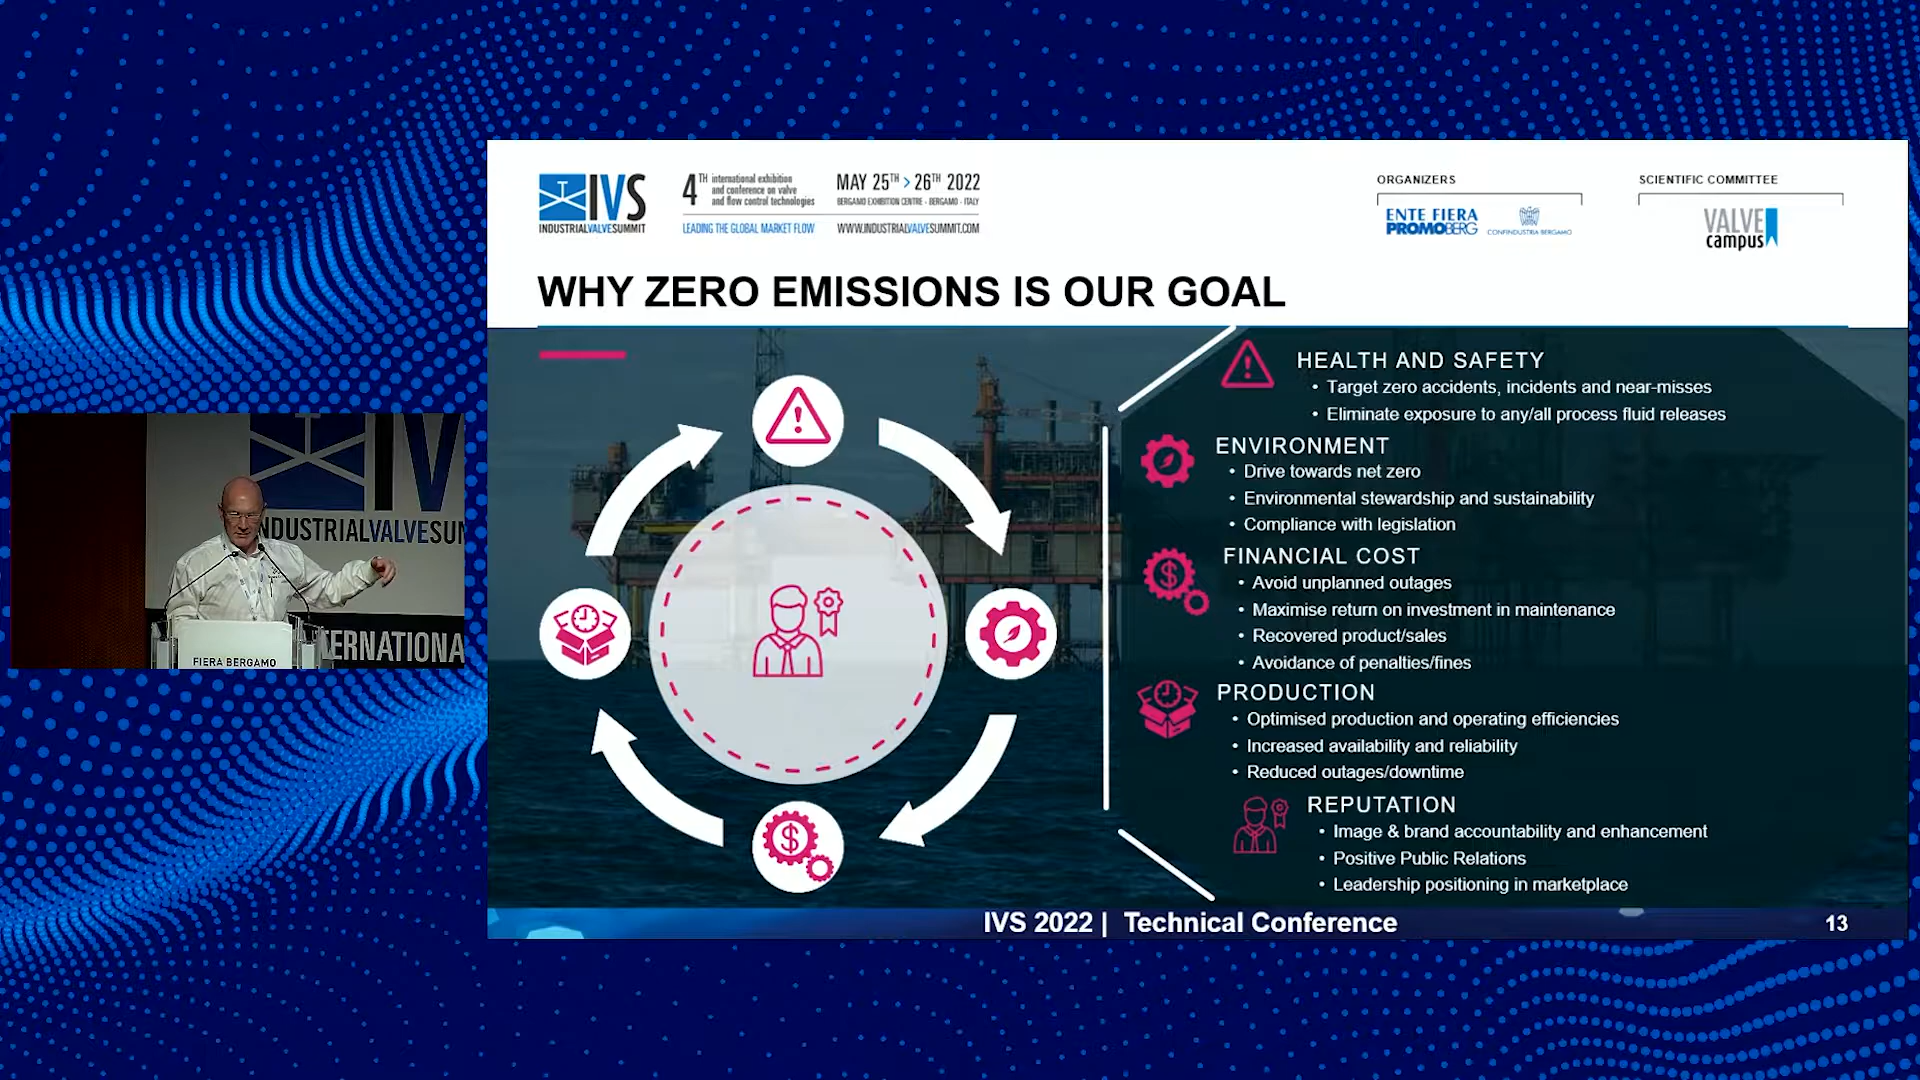 IVS
INDUSTRIALVALVESUMMIT
4TH
international exhibition
and conference on valve
and flow control technologies
LEADING THE GLOBAL MARKET FLOW
MAY 25TH > 26TH 2022
BERGAMO EXHIBITION CENTRE - BERGAMO - ITALY
WWW.INDUSTRIALVALVESUMMIT.COM
ORGANIZERS
ENTE FIERA
PROMOBERG
CONFINDUSTRIA BERGAMO
SCIENTIFIC COMMITTEE
VALVE
campus
WHY ZERO EMISSIONS IS OUR GOAL
HEALTH AND SAFETY
• Target zero accidents, incidents and near-misses
• Eliminate exposure to any/all process fluid releases
ENVIRONMENT
• Drive towards net zero
• Environmental stewardship and sustainability
• Compliance with legislation
FINANCIAL COST
• Avoid unplanned outages
• Maximise return on investment in maintenance
• Recovered product/sales
• Avoidance of penalties/fines
PRODUCTION
• Optimised production and operating efficiencies
• Increased availability and reliability
• Reduced outages/downtime
REPUTATION
• Image & brand accountability and enhancement
• Positive Public Relations
• Leadership positioning in marketplace
$
$
IVS 2022 | Technical Conference
13
IV
NDUSTRIALVALVESUM
TERNATIONA
FIERA BERGAMO